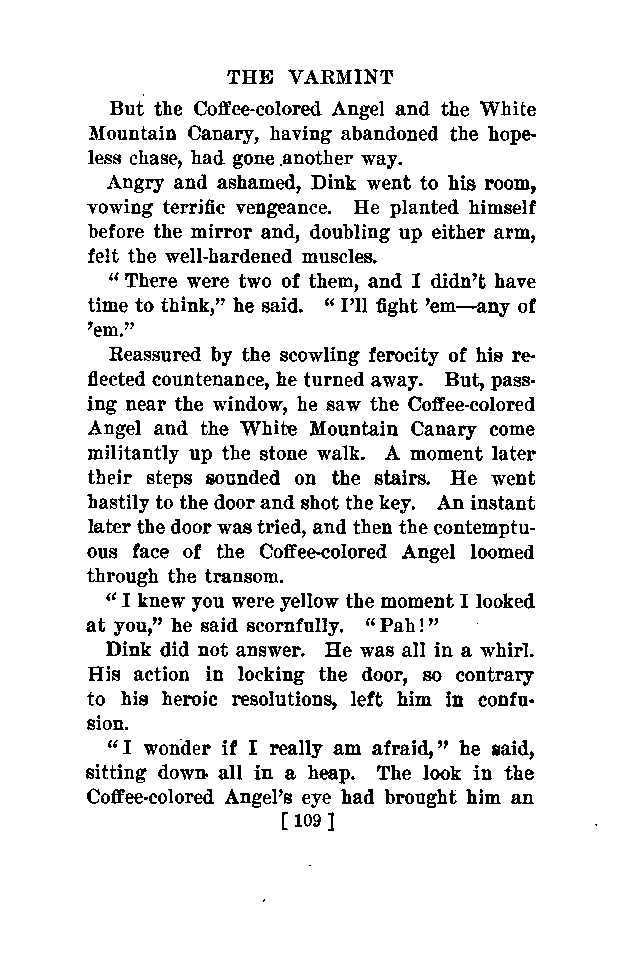 THE VARMINT
But the Coffee-colored Angel and the White
Mountain Canary, having abandoned the hope-
less chase, had gone another way.
Angry and ashamed, Dink went to his room,
vowing terrific vengeance. He planted himself
before the mirror and, doubling up either arm,
felt the well-hardened muscles.
"There were two of them, and I didn't have
time to think," he said. "I'll fight 'em—any of
'em."
Reassured by the scowling ferocity of his re-
flected countenance, he turned away. But, pass-
ing near the window, he saw the Coffee-colored
Angel and the White Mountain Canary come
militantly up the stone walk. A moment later
their steps sounded on the stairs. He went
hastily to the door and shot the key. An instant
later the door was tried, and then the contemptu-
ous face of the Coffee-colored Angel loomed
through the transom.
"I knew you were yellow the moment I looked
at you," he said scornfully. "Pah!"
Dink did not answer. He was all in a whirl.
His action in locking the door, so contrary
to his heroic resolutions, left him in confu-
sion.
"I wonder if I really am afraid," he said,
sitting down all in a heap. The look in the
Coffee-colored Angel's eye had brought him an
[ 109 ]